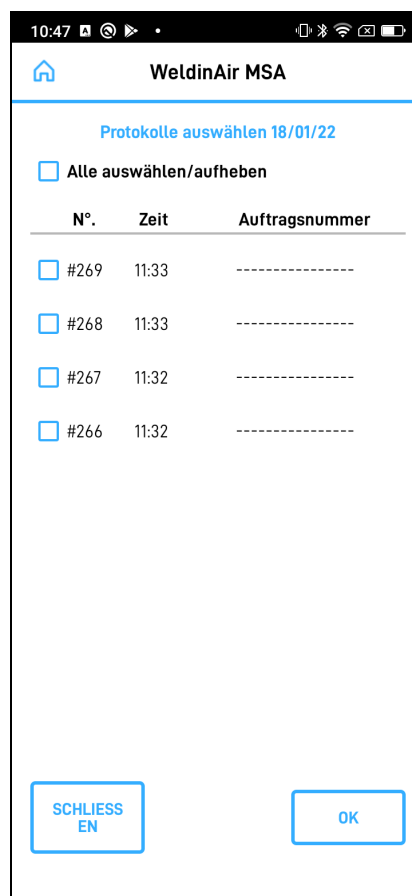 10:47
WeldinAir MSA
Protokolle auswählen 18/01/22
Alle auswählen/aufheben
N°. Zeit Auftragsnummer
#269 11:33 ----------------
#268 11:33 ----------------
#267 11:32 ----------------
#266 11:32 ----------------
SCHLIESS
EN
OK